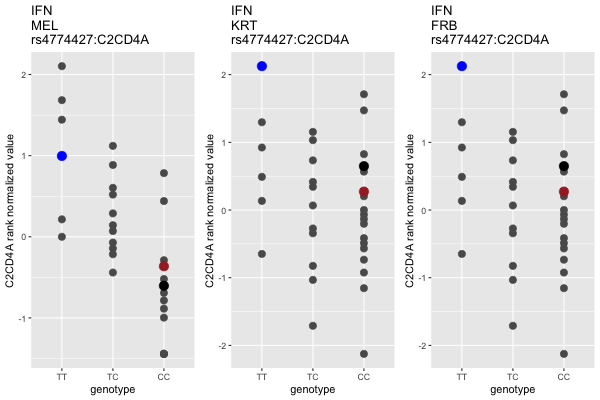 IFN
MEL
rs4774427:C2CD4A
C2CD4A rank normalized value
2
1
0
-1
TT TC CC
genotype
IFN
KRT
rs4774427:C2CD4A
C2CD4A rank normalized value
2
1
0
-1
-2
TT TC CC
genotype
IFN
FRB
rs4774427:C2CD4A
C2CD4A rank normalized value
2
1
0
-1
-2
TT TC CC
genotype